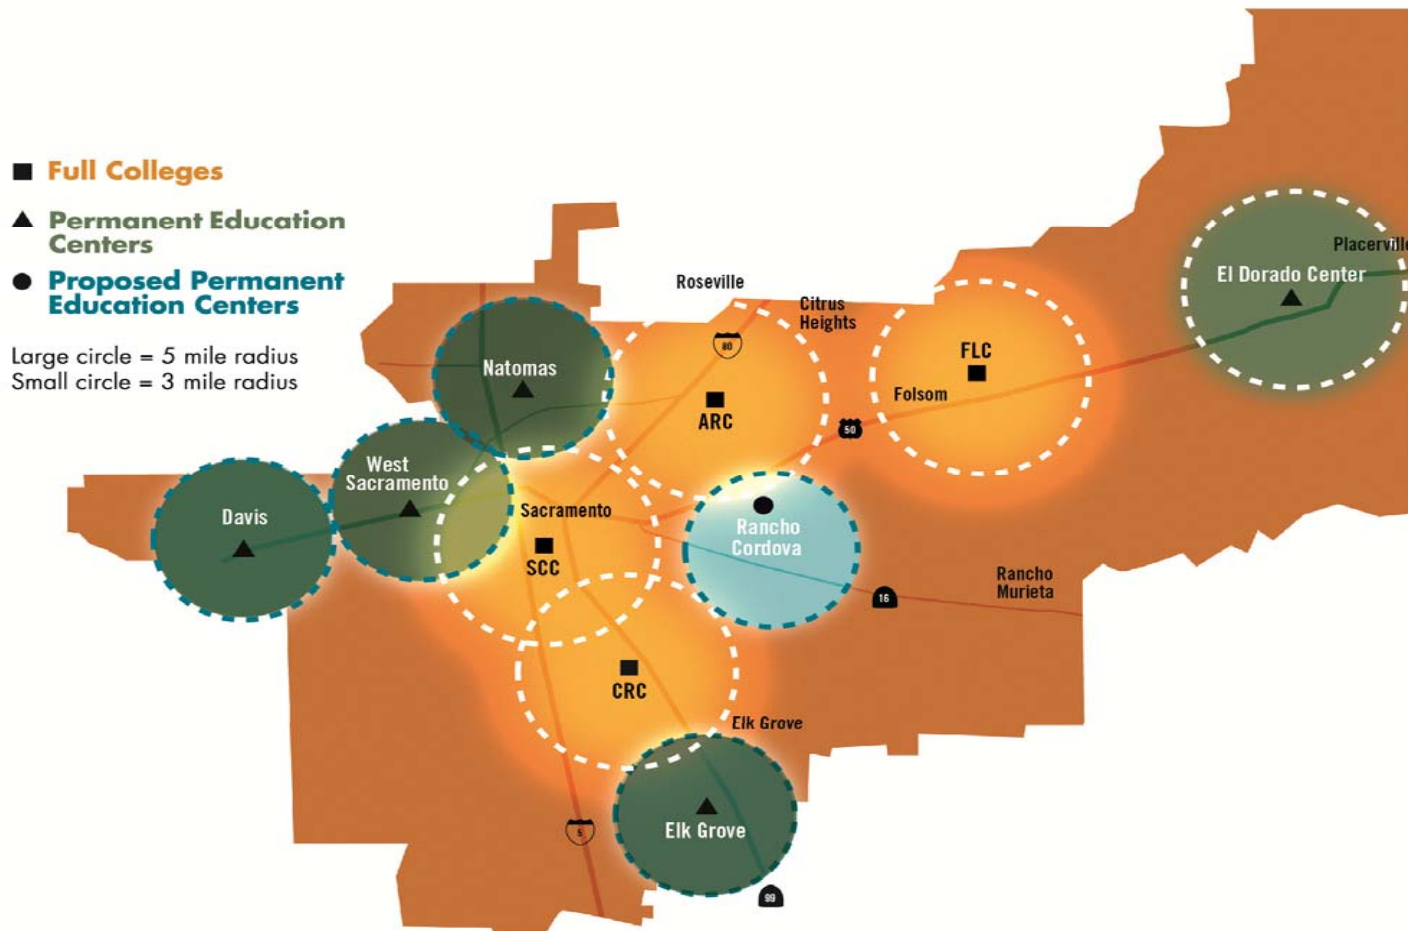 Full Colleges
Permanent Education
Centers
Proposed Permanent
Education Centers
Large circle = 5 mile radius
Small circle = 3 mile radius
Roseville
Citrus
Heights
80
Placerville
El Dorado Center
Natomas
FLC
Folsom
ARC
50
West
Sacramento
Davis
Sacramento
SCC
Rancho
Cordova
16
Rancho
Murieta
CRC
Elk Grove
Elk Grove
5
99